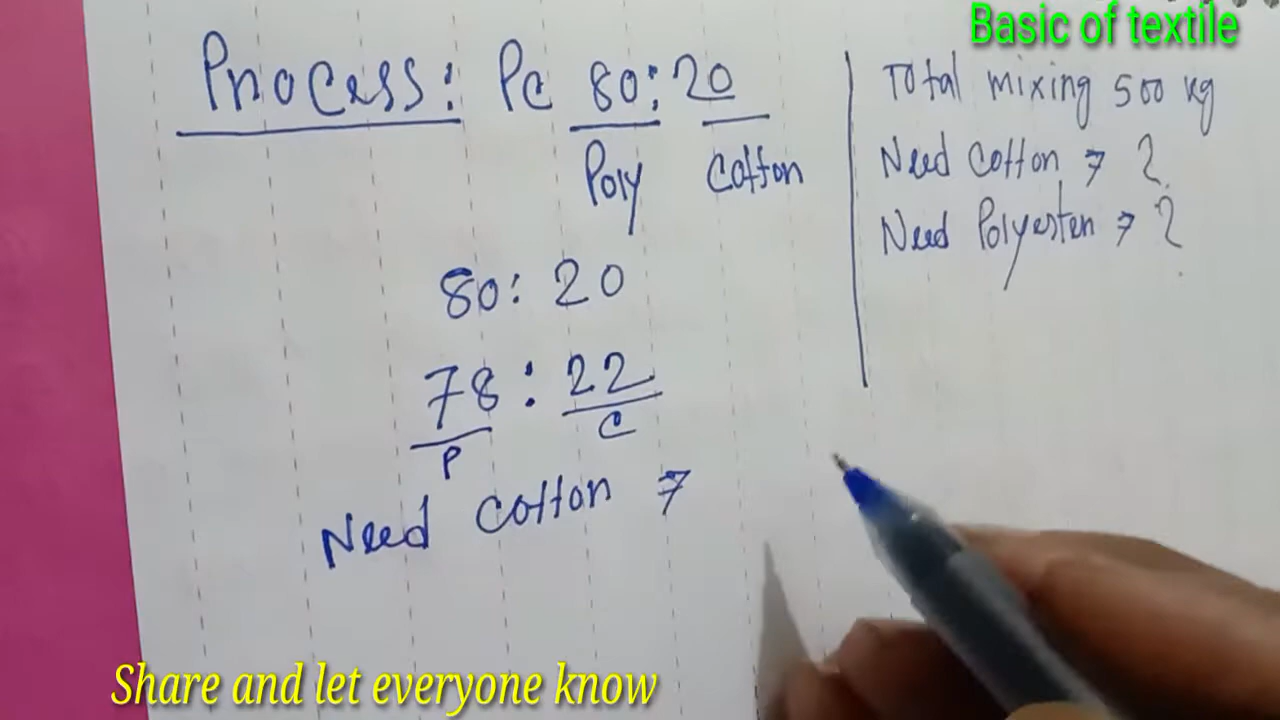 Basic of textile
Process: PC 80:20
Poly Cotton
80:20
78:22
P C
Need Cotton →
Total mixing 500 kg
Need Cotton → ?
Need Polyester → ?
Share and let everyone know